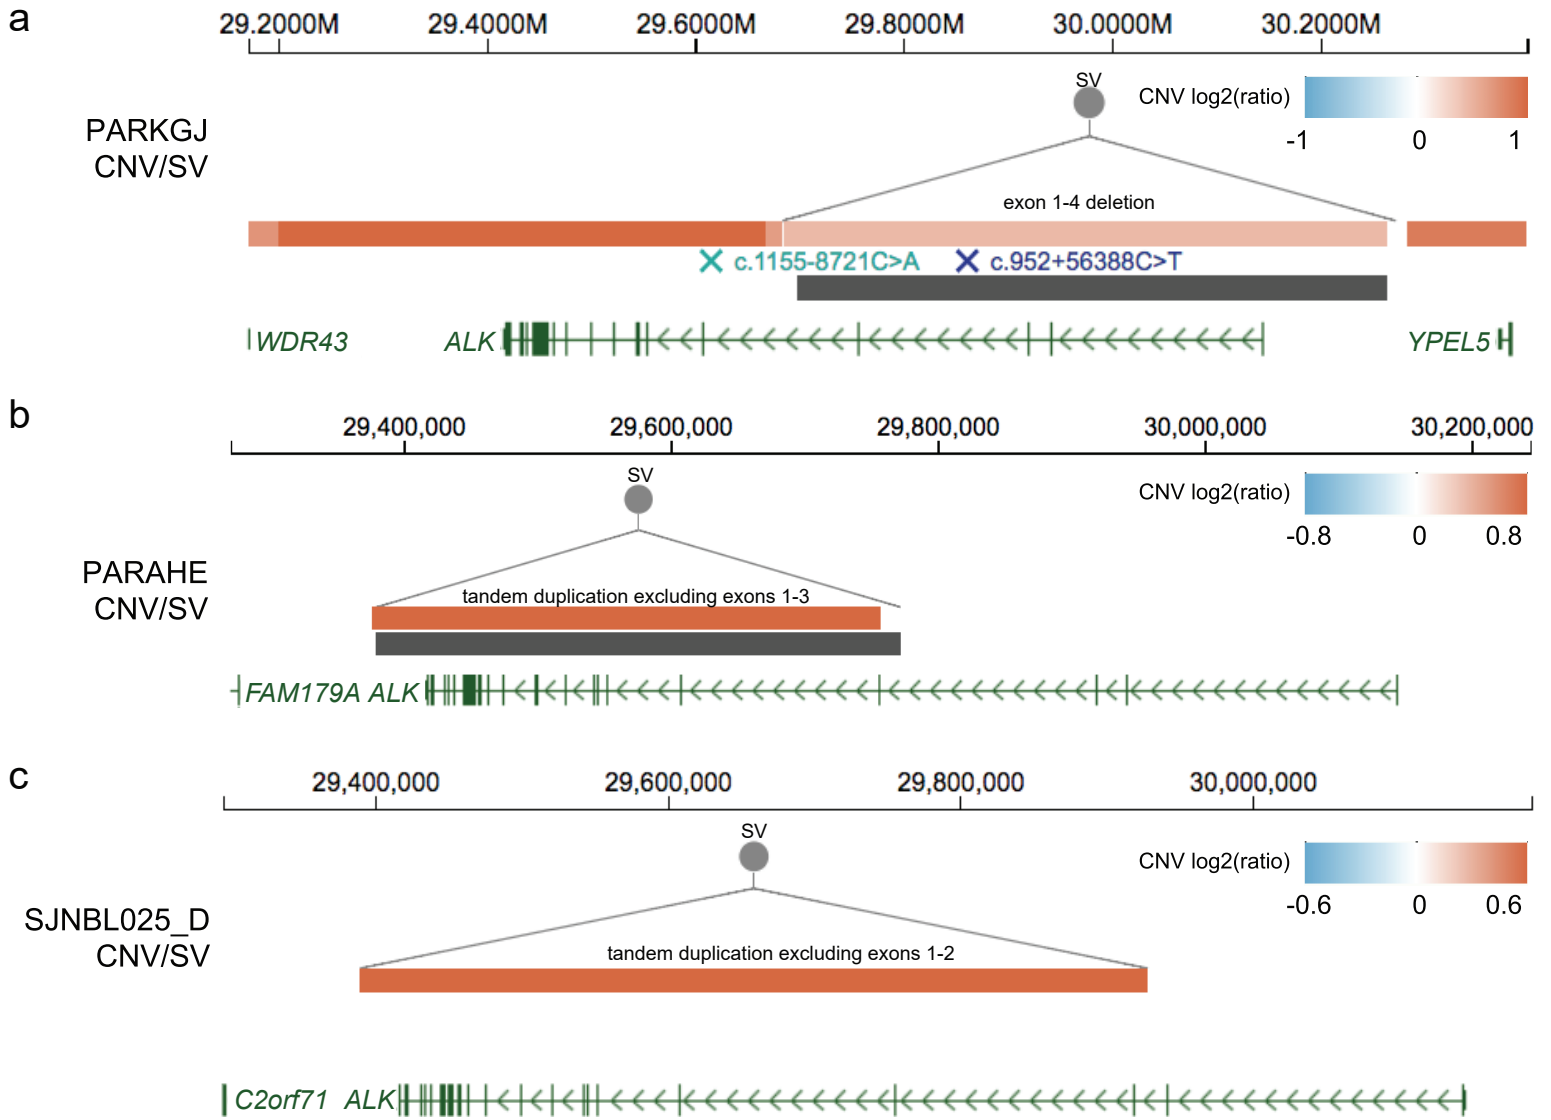 a
29.2000M 29.4000M 29.6000M 29.8000M 30.0000M 30.2000M
SV
CNV log2(ratio)
-1 0 1
PARKGJ
CNV/SV
exon 1-4 deletion
c.1155-8721C>A c.952+56388C>T
WDR43 ALK YPEL5
b
29,400,000 29,600,000 29,800,000 30,000,000 30,200,000
SV
CNV log2(ratio)
-0.8 0 0.8
PARAHE
CNV/SV
tandem duplication excluding exons 1-3
FAM179A ALK
c
29,400,000 29,600,000 29,800,000 30,000,000
SV
CNV log2(ratio)
-0.6 0 0.6
SJNBL025_D
CNV/SV
tandem duplication excluding exons 1-2
C2orf71 ALK